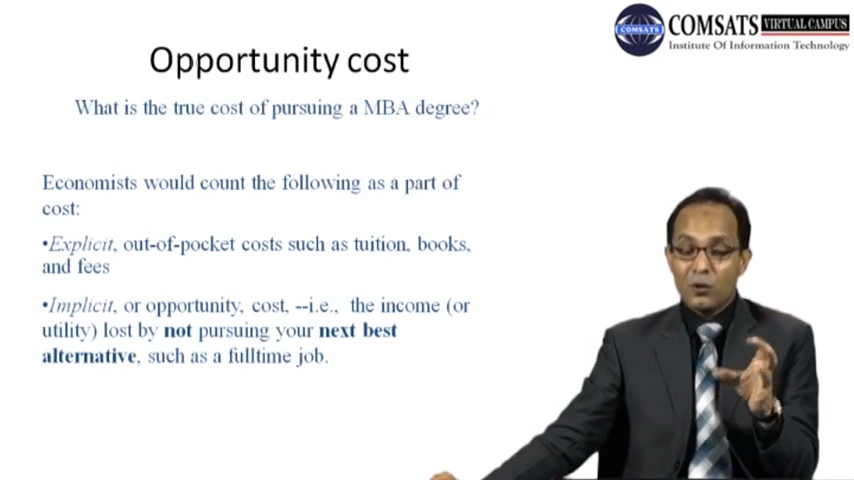 COMSATS VIRTUAL CAMPUS
COMSATS
Institute Of Information Technology
Opportunity cost
What is the true cost of pursuing a MBA degree?
Economists would count the following as a part of
cost:
•Explicit, out-of-pocket costs such as tuition, books,
and fees
•Implicit, or opportunity, cost, --i.e., the income (or
utility) lost by not pursuing your next best
alternative, such as a fulltime job.